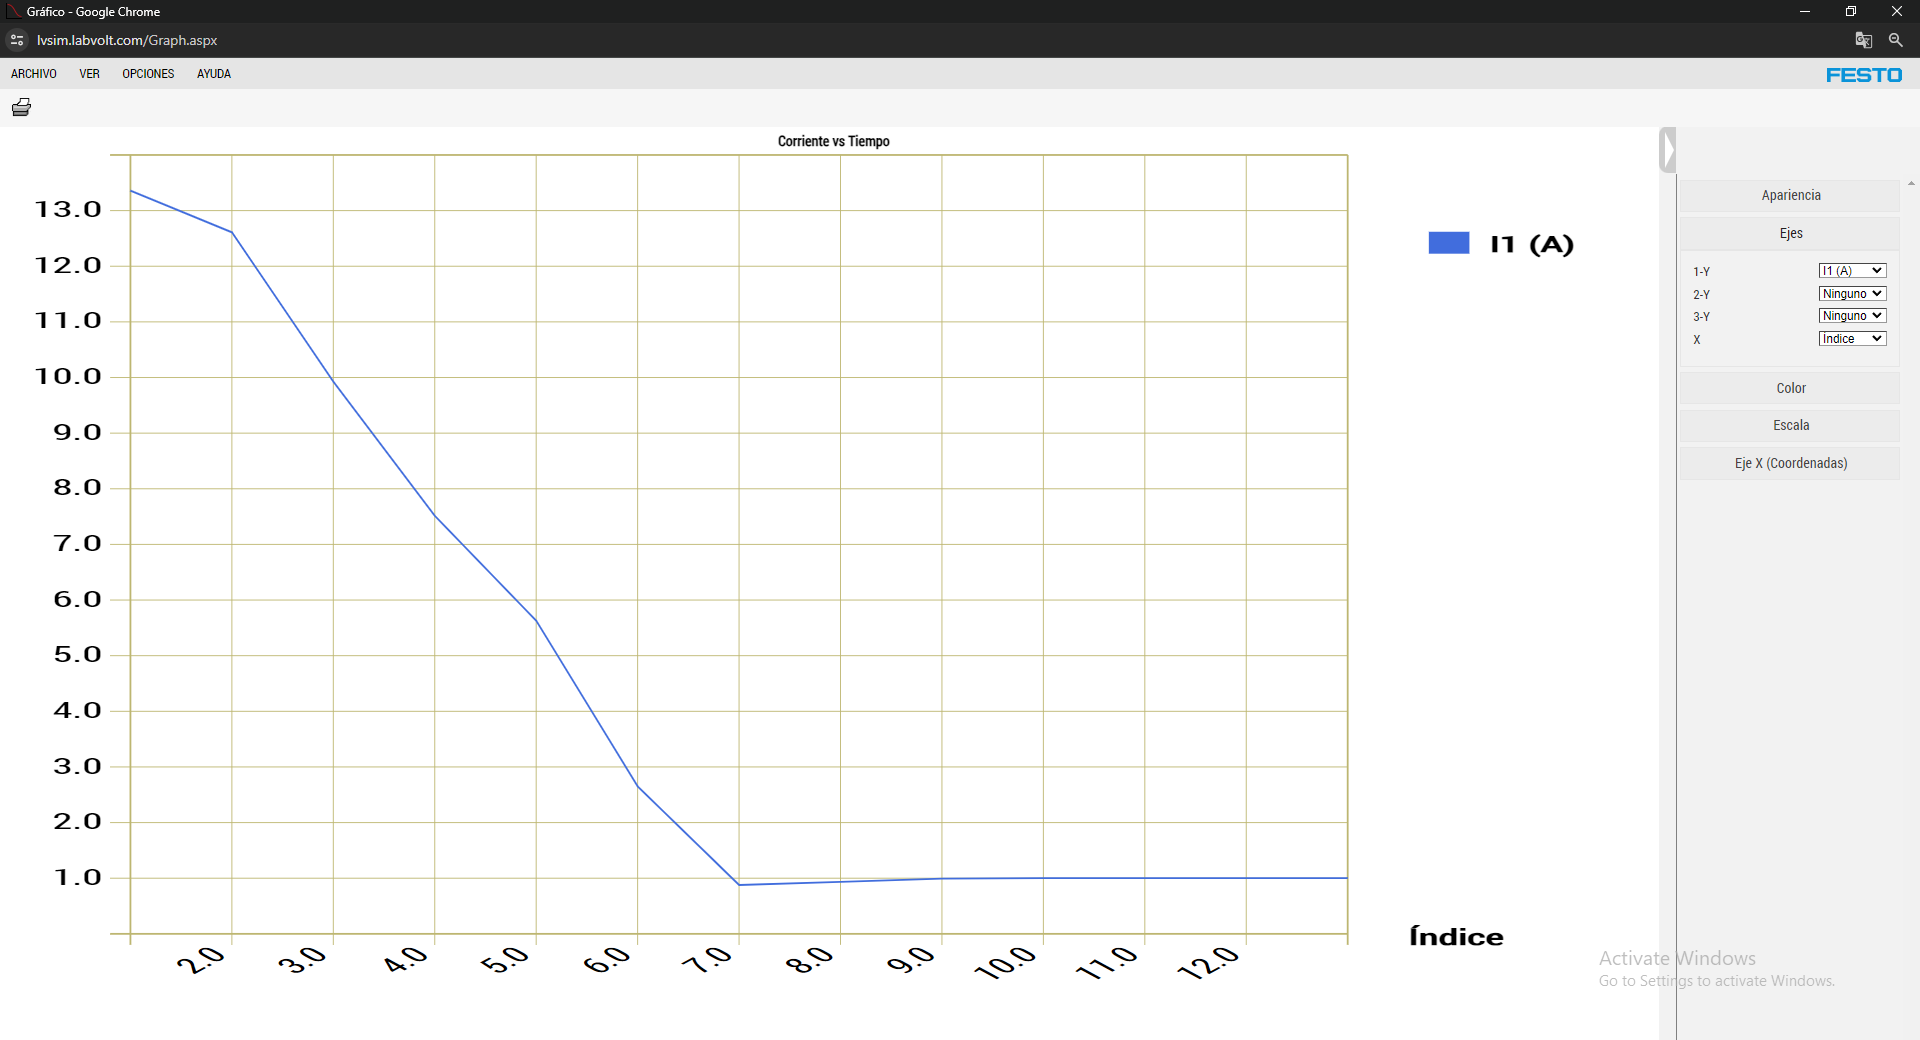 Gráfico - Google Chrome
lvsim.labvolt.com/Graph.aspx
ARCHIVO VER OPCIONES AYUDA
FESTO
Corriente vs Tiempo
13.0
12.0
11.0
10.0
9.0
8.0
7.0
6.0
5.0
4.0
3.0
2.0
1.0
2.0 3.0 4.0 5.0 6.0 7.0 8.0 9.0 10.0 11.0 12.0
I1 (A)
Índice
Apariencia
Ejes
1-Y I1 (A)
2-Y Ninguno
3-Y Ninguno
X Índice
Color
Escala
Eje X (Coordenadas)
Activate Windows
Go to Settings to activate Windows.